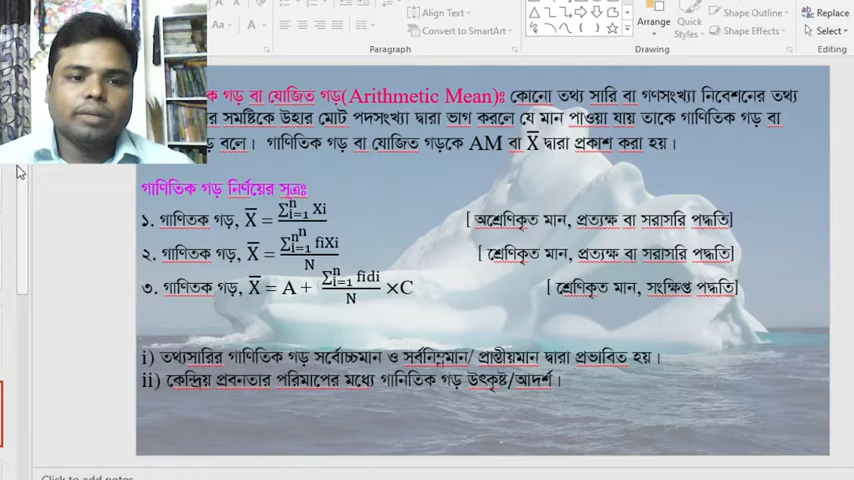 Align Text
Convert to SmartArt
Arrange
Quick
Styles
Shape Outline
Shape Effects
Replace
Select
Paragraph
Drawing
Editing
ক গড় বা যোজিত গড়(Arithmetic Mean)ঃ কোনো তথ্য সারি বা গণসংখ্যা নিবেশনের তথ্য
র সমষ্টিকে উহার মোট পদসংখ্যা দ্বারা ভাগ করলে যে মান পাওয়া যায় তাকে গাণিতিক গড় বা
ড় বলে। গাণিতিক গড় বা যোজিত গড়কে AM বা X̅ দ্বারা প্রকাশ করা হয়।
গাণিতিক গড় নির্ণয়ের সূত্রঃ
১. গাণিতক গড়, X̅ = ∑ⁿᵢ₌₁ Xi / n [ অশ্রেণিকৃত মান, প্রত্যক্ষ বা সরাসরি পদ্ধতি]
২. গাণিতক গড়, X̅ = ∑ⁿᵢ₌₁ fiXi / N [ শ্রেণিকৃত মান, প্রত্যক্ষ বা সরাসরি পদ্ধতি]
৩. গাণিতক গড়, X̅ = A + ∑ⁿᵢ₌₁ fidi / N ×C [ শ্রেণিকৃত মান, সংক্ষিপ্ত পদ্ধতি]
i) তথ্যসারির গাণিতিক গড় সর্বোচ্চমান ও সর্বনিম্নমান/ প্রান্তীয়মান দ্বারা প্রভাবিত হয়।
ii) কেন্দ্রিয় প্রবনতার পরিমাপের মধ্যে গানিতিক গড় উৎকৃষ্ট/আদর্শ।
Click to add notes